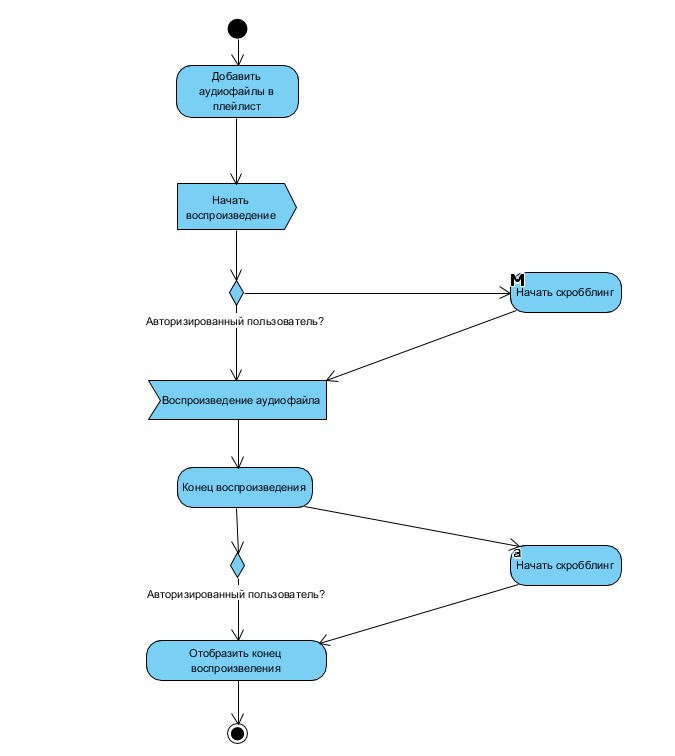 Добавить
аудиофайлы в
плейлист
Начать
воспроизведение
М
Начать скробблинг
Авторизированный пользователь?
Воспроизведение аудиофайла
Конец воспроизведения
а
Начать скробблинг
Авторизированный пользователь?
Отобразить конец
воспроизвеления